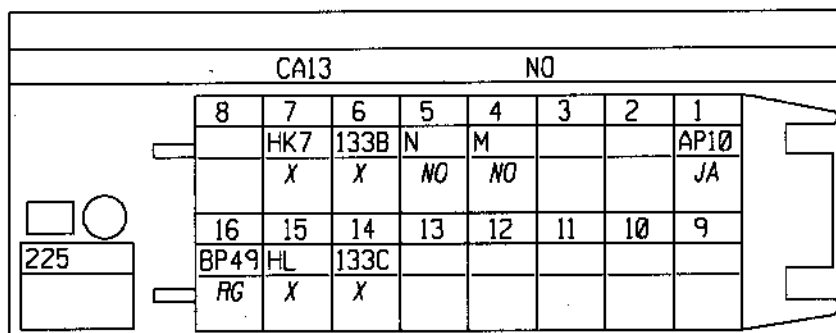 CA13 NO
8 7 6 5 4 3 2 1
HK7 133B N M AP10
X X NO NO JA
16 15 14 13 12 11 10 9
225
BP49 HL 133C
RG X X